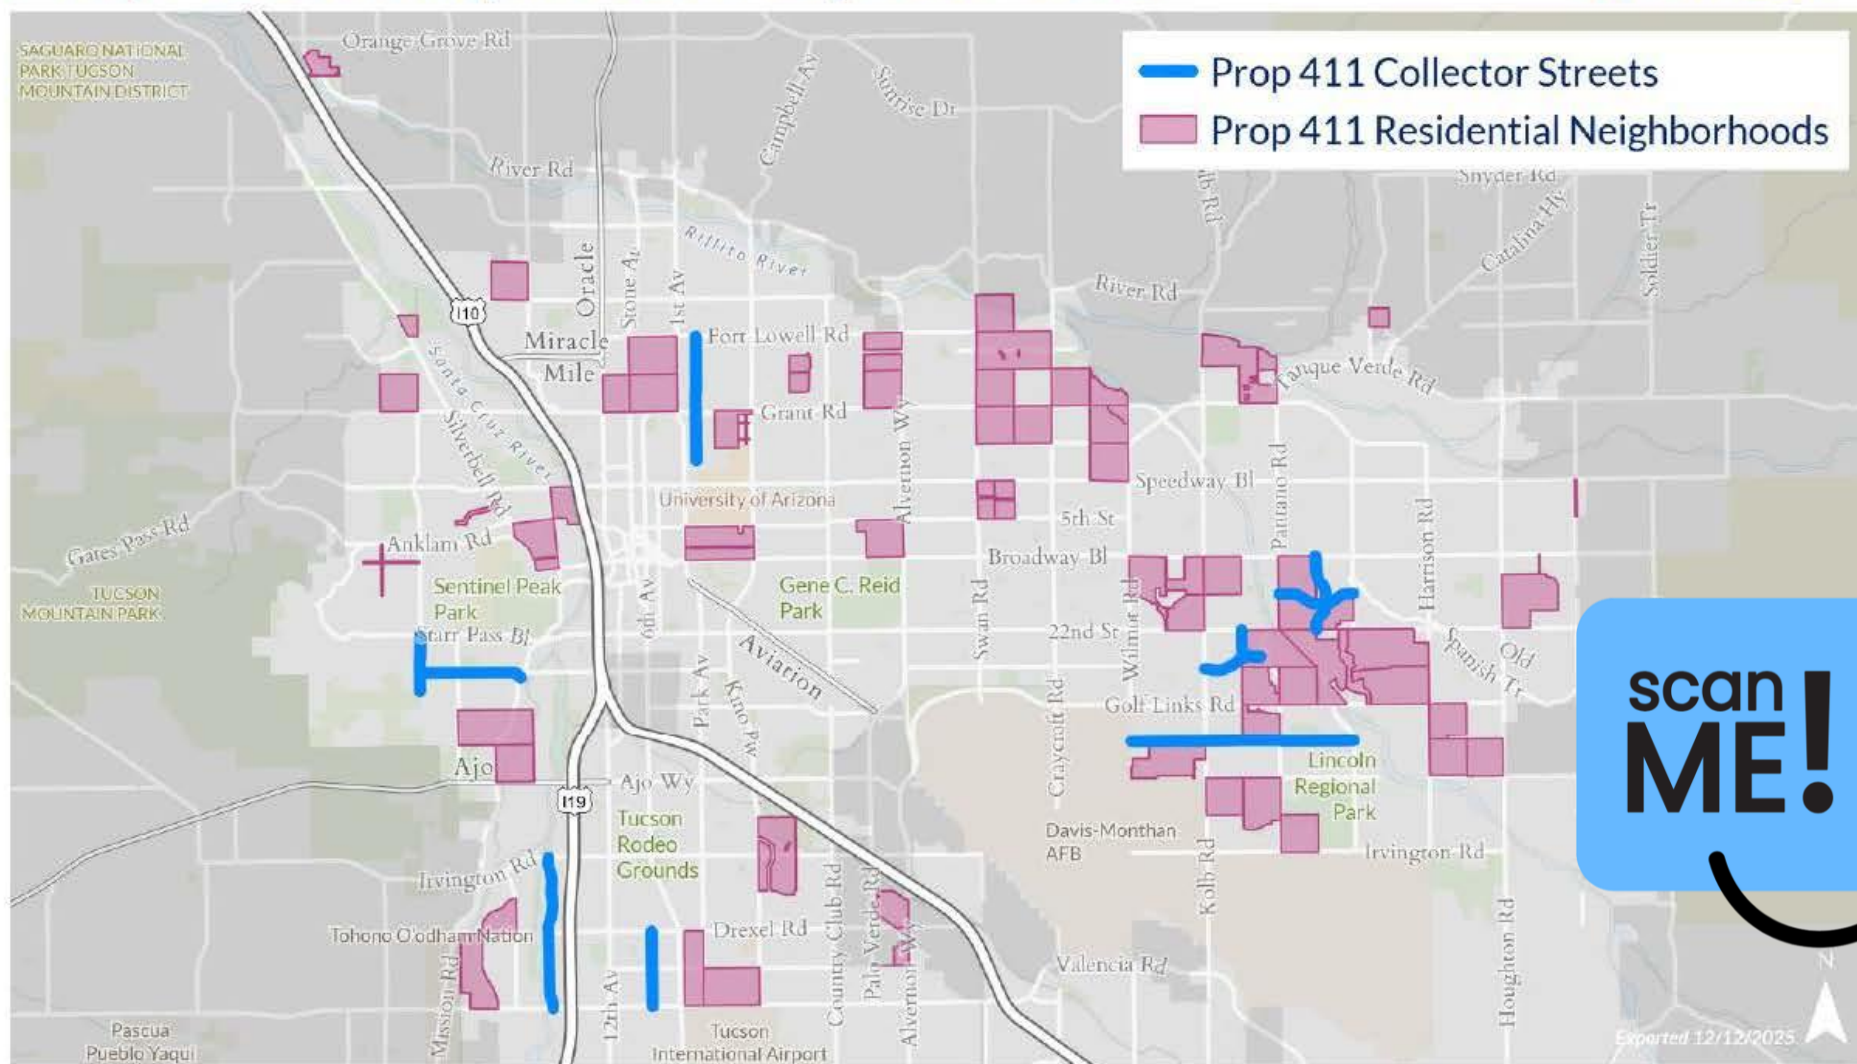 SAGUARO NATIONAL
PARK TUCSON
MOUNTAIN DISTRICT
Orange Grove Rd
Campbell Av
Sunrise Dr
Prop 411 Collector Streets
Prop 411 Residential Neighborhoods
River Rd
Snyder Rd
Catalina Hy
Soldier Tr
Rillito River
Oracle
Stone Av
1st Av
I10
River Rd
Miracle
Mile
Fort Lowell Rd
Tanque Verde Rd
Santa Cruz River
Silverbell Rd
Grant Rd
Alvernon Wy
Pantano Rd
Speedway Bl
University of Arizona
5th St
Harrison Rd
Gates Pass Rd
Anklam Rd
Broadway Bl
TUCSON
MOUNTAIN PARK
Sentinel Peak
Park
6th Av
Gene C. Reid
Park
Swan Rd
Wilmot Rd
22nd St
Starr Pass Bl
Aviation
Old
Spanish Tr
scan
ME!
Park Av
Kino Pw
Craycroft Rd
Golf Links Rd
Ajo
Ajo Wy
Lincoln
Regional
Park
I19
Tucson
Rodeo
Grounds
Davis-Monthan
AFB
Irvington Rd
Irvington Rd
Kolb Rd
Country Club Rd
Palo Verde Rd
Alvernon Wy
Houghton Rd
Tohono O'odham Nation
Drexel Rd
Mission Rd
12th Av
Valencia Rd
N
Pascua
Pueblo Yaqui
Tucson
International Airport
Exported 12/12/2025